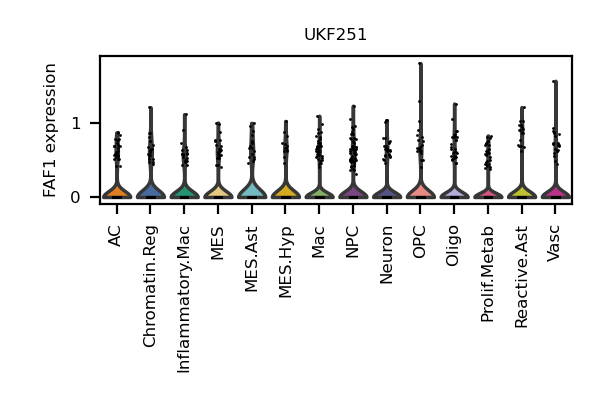 UKF251
FAF1 expression
1
0
AC
Chromatin.Reg
Inflammatory.Mac
MES
MES.Ast
MES.Hyp
Mac
NPC
Neuron
OPC
Oligo
Prolif.Metab
Reactive.Ast
Vasc